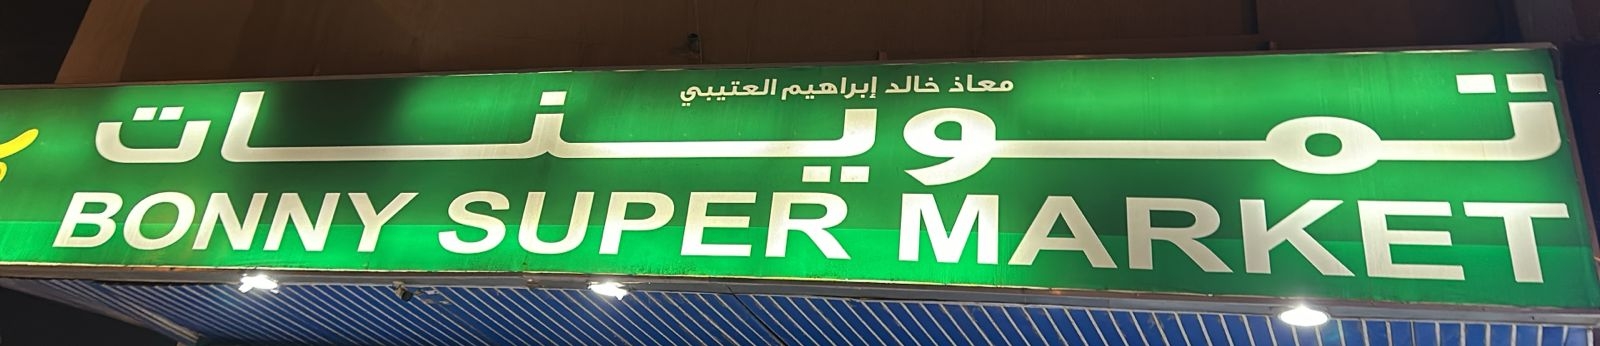 معاذ خالد إبراهيم العتيبي
تموينات
BONNY SUPER MARKET